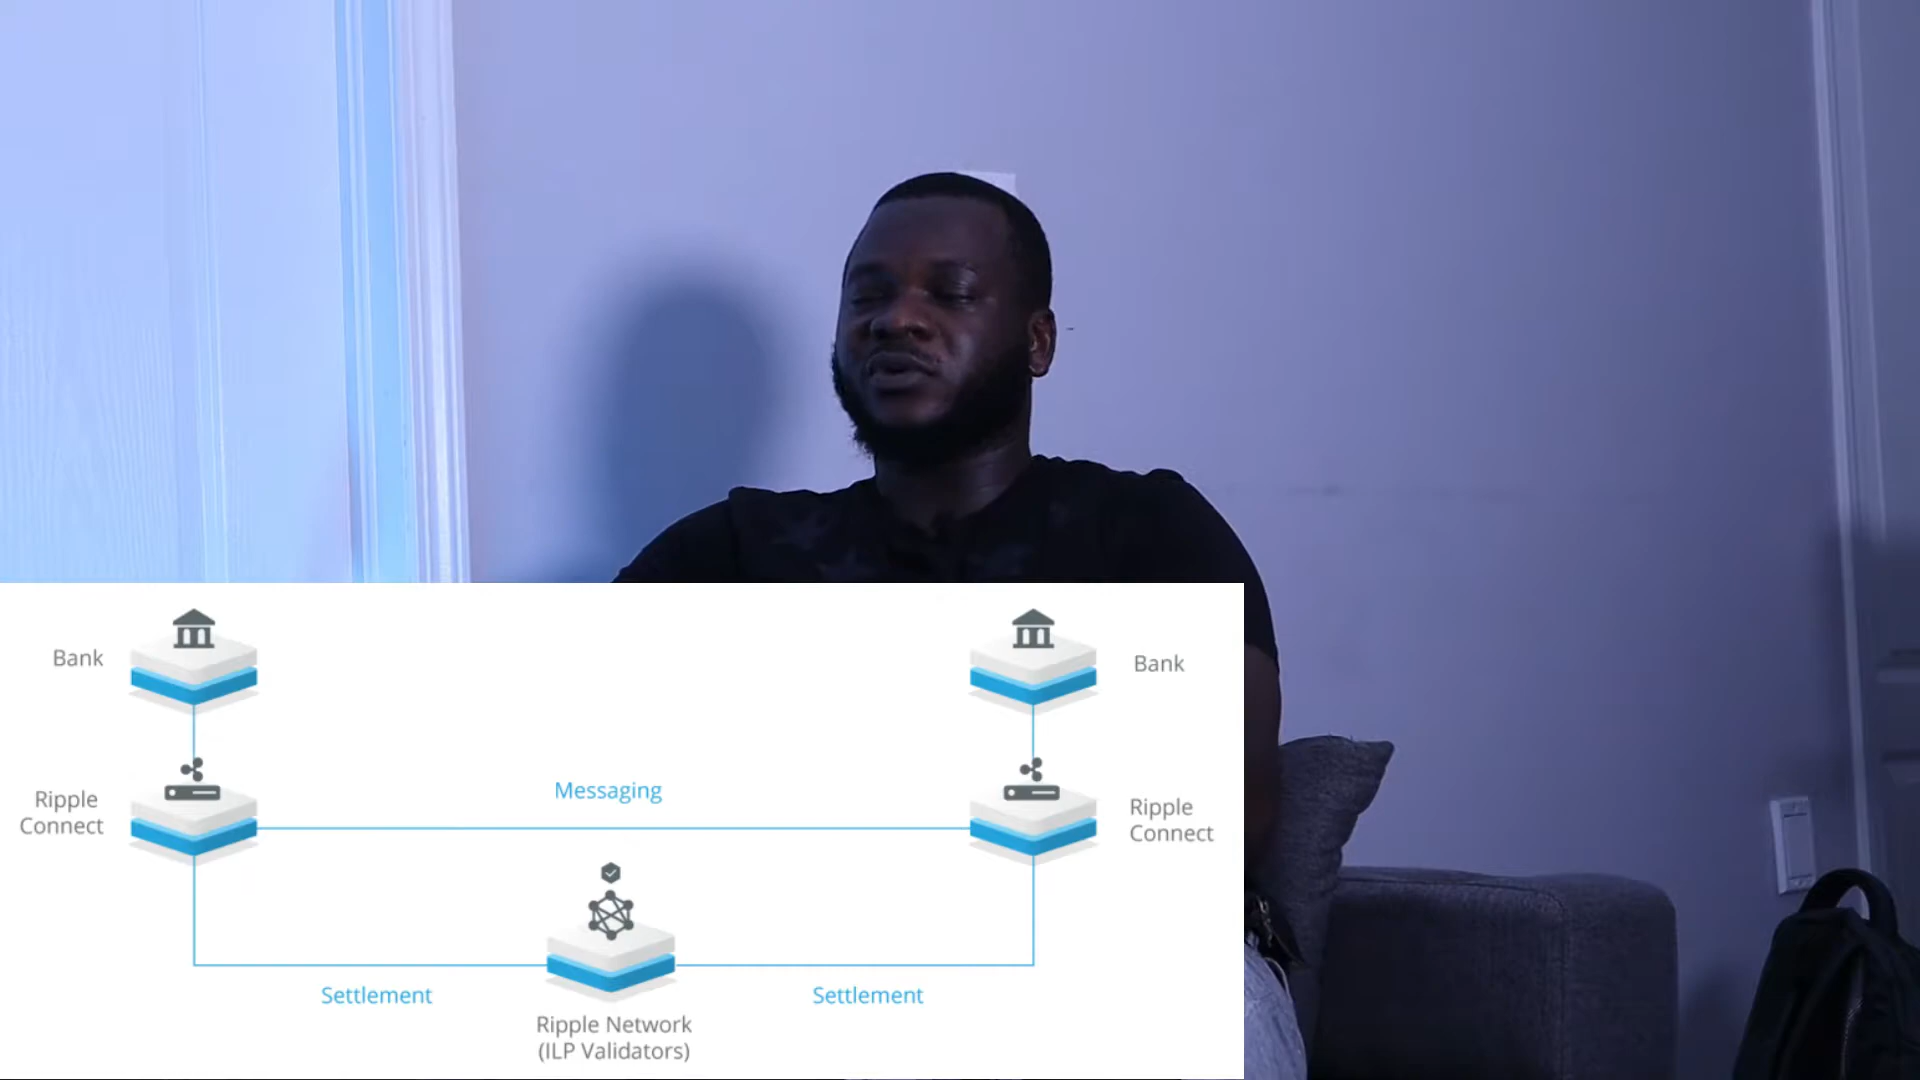 Bank
Bank
Ripple
Connect
Messaging
Ripple
Connect
Settlement
Settlement
Ripple Network
(ILP Validators)